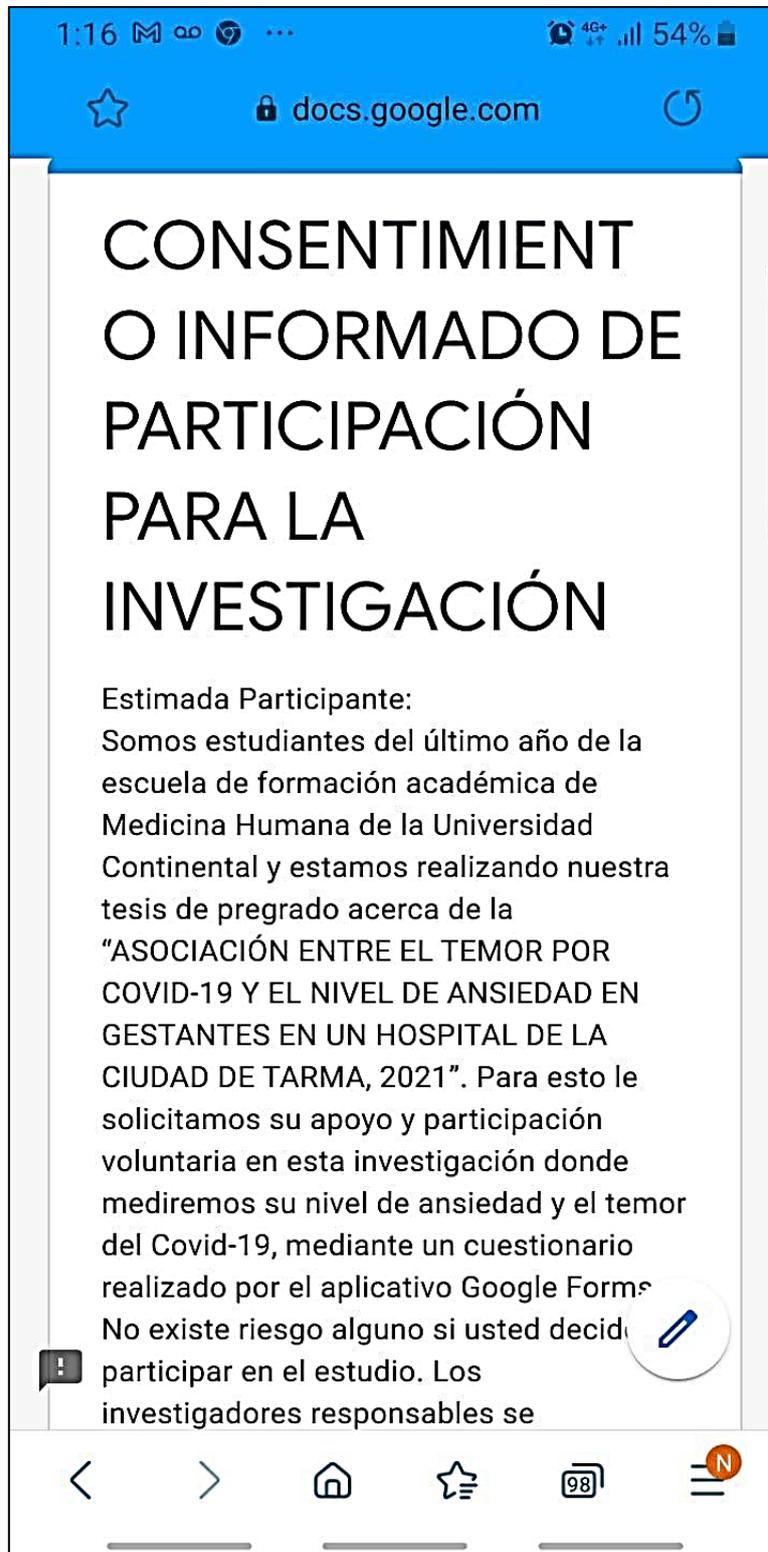 1:16 ... 4G+ 54%
docs.google.com
CONSENTIMIENT
O INFORMADO DE
PARTICIPACIÓN
PARA LA
INVESTIGACIÓN
Estimada Participante:
Somos estudiantes del último año de la
escuela de formación académica de
Medicina Humana de la Universidad
Continental y estamos realizando nuestra
tesis de pregrado acerca de la
“ASOCIACIÓN ENTRE EL TEMOR POR
COVID-19 Y EL NIVEL DE ANSIEDAD EN
GESTANTES EN UN HOSPITAL DE LA
CIUDAD DE TARMA, 2021”. Para esto le
solicitamos su apoyo y participación
voluntaria en esta investigación donde
mediremos su nivel de ansiedad y el temor
del Covid-19, mediante un cuestionario
realizado por el aplicativo Google Forms
No existe riesgo alguno si usted decid
participar en el estudio. Los
investigadores responsables se
98 N